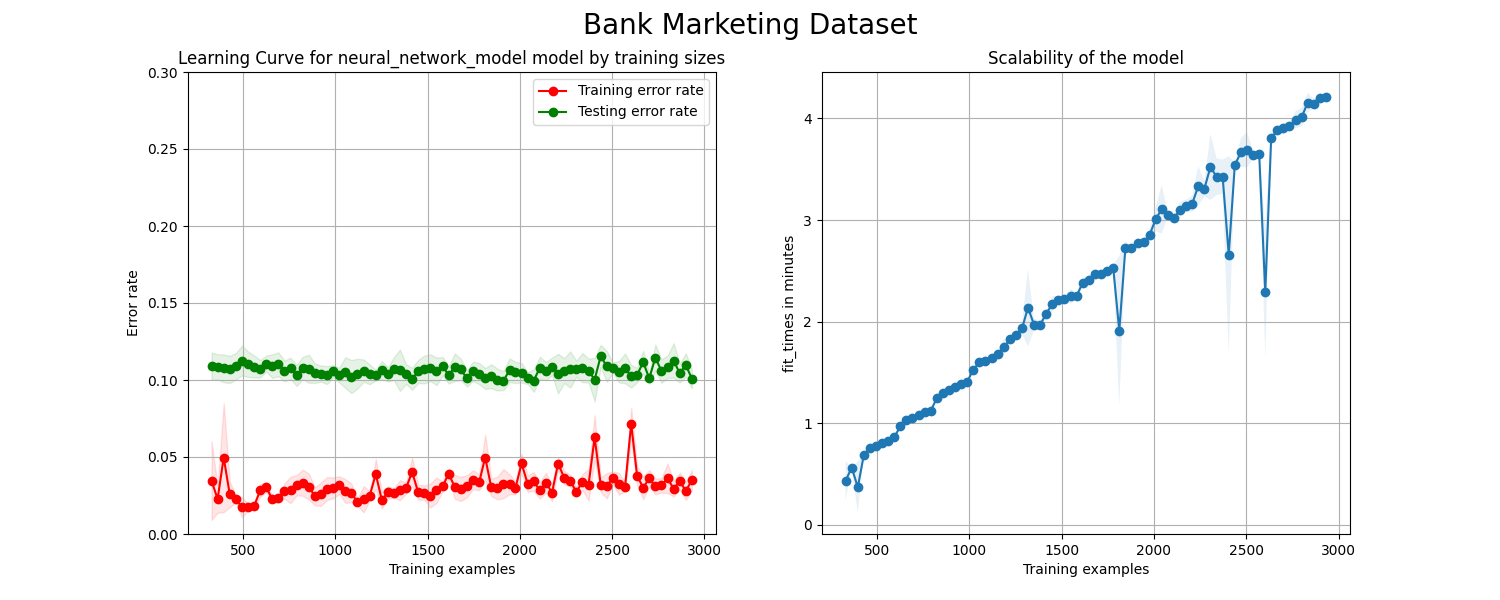 Bank Marketing Dataset
Learning Curve for neural_network_model model by training sizes
0.30
0.25
0.20
0.15
0.10
0.05
0.00
Error rate
Training error rate
Testing error rate
500
1000
1500
2000
2500
3000
Training examples
Scalability of the model
4
3
2
1
0
fit_times in minutes
500
1000
1500
2000
2500
3000
Training examples